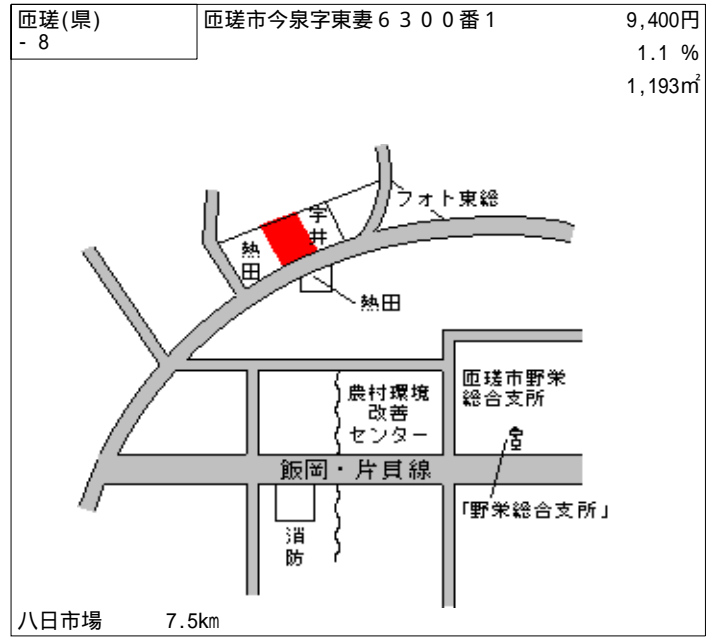 匝瑳(県)
- 8
匝瑳市今泉字東妻６３００番１
9,400円
1.1 %
1,193㎡
フォト東総
宇井
熱田
熱田
農村環境
改善
センター
匝瑳市野栄
総合支所
飯岡・片貝線
「野栄総合支所」
消防
八日市場 7.5km